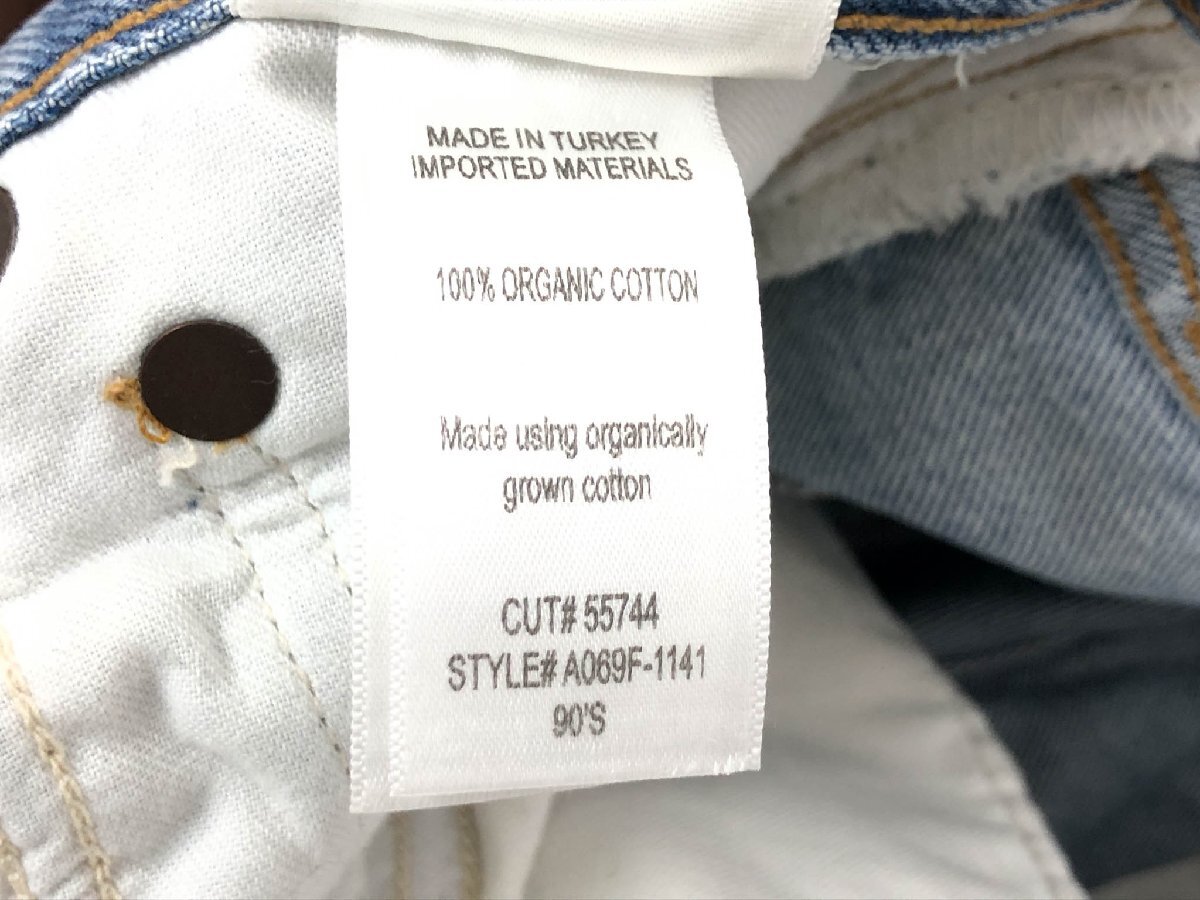 MADE IN TURKEY
IMPORTED MATERIALS
100% ORGANIC COTTON
Made using organically
grown cotton
CUT# 55744
STYLE# A069F-1141
90'S